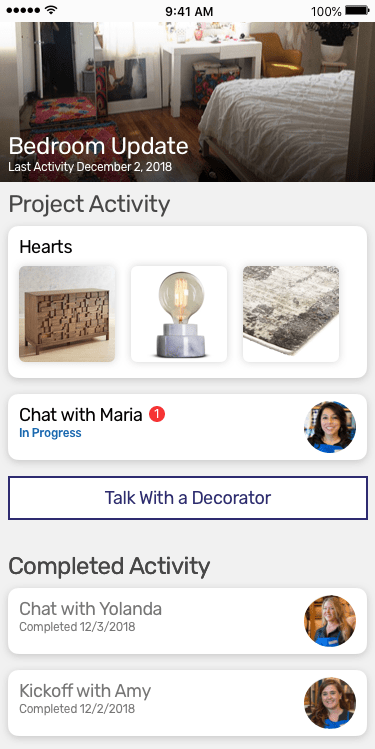 9:41 AM
100%
Bedroom Update
Last Activity December 2, 2018
Project Activity
Hearts
Chat with Maria 1
In Progress
Talk With a Decorator
Completed Activity
Chat with Yolanda
Completed 12/3/2018
Kickoff with Amy
Completed 12/2/2018